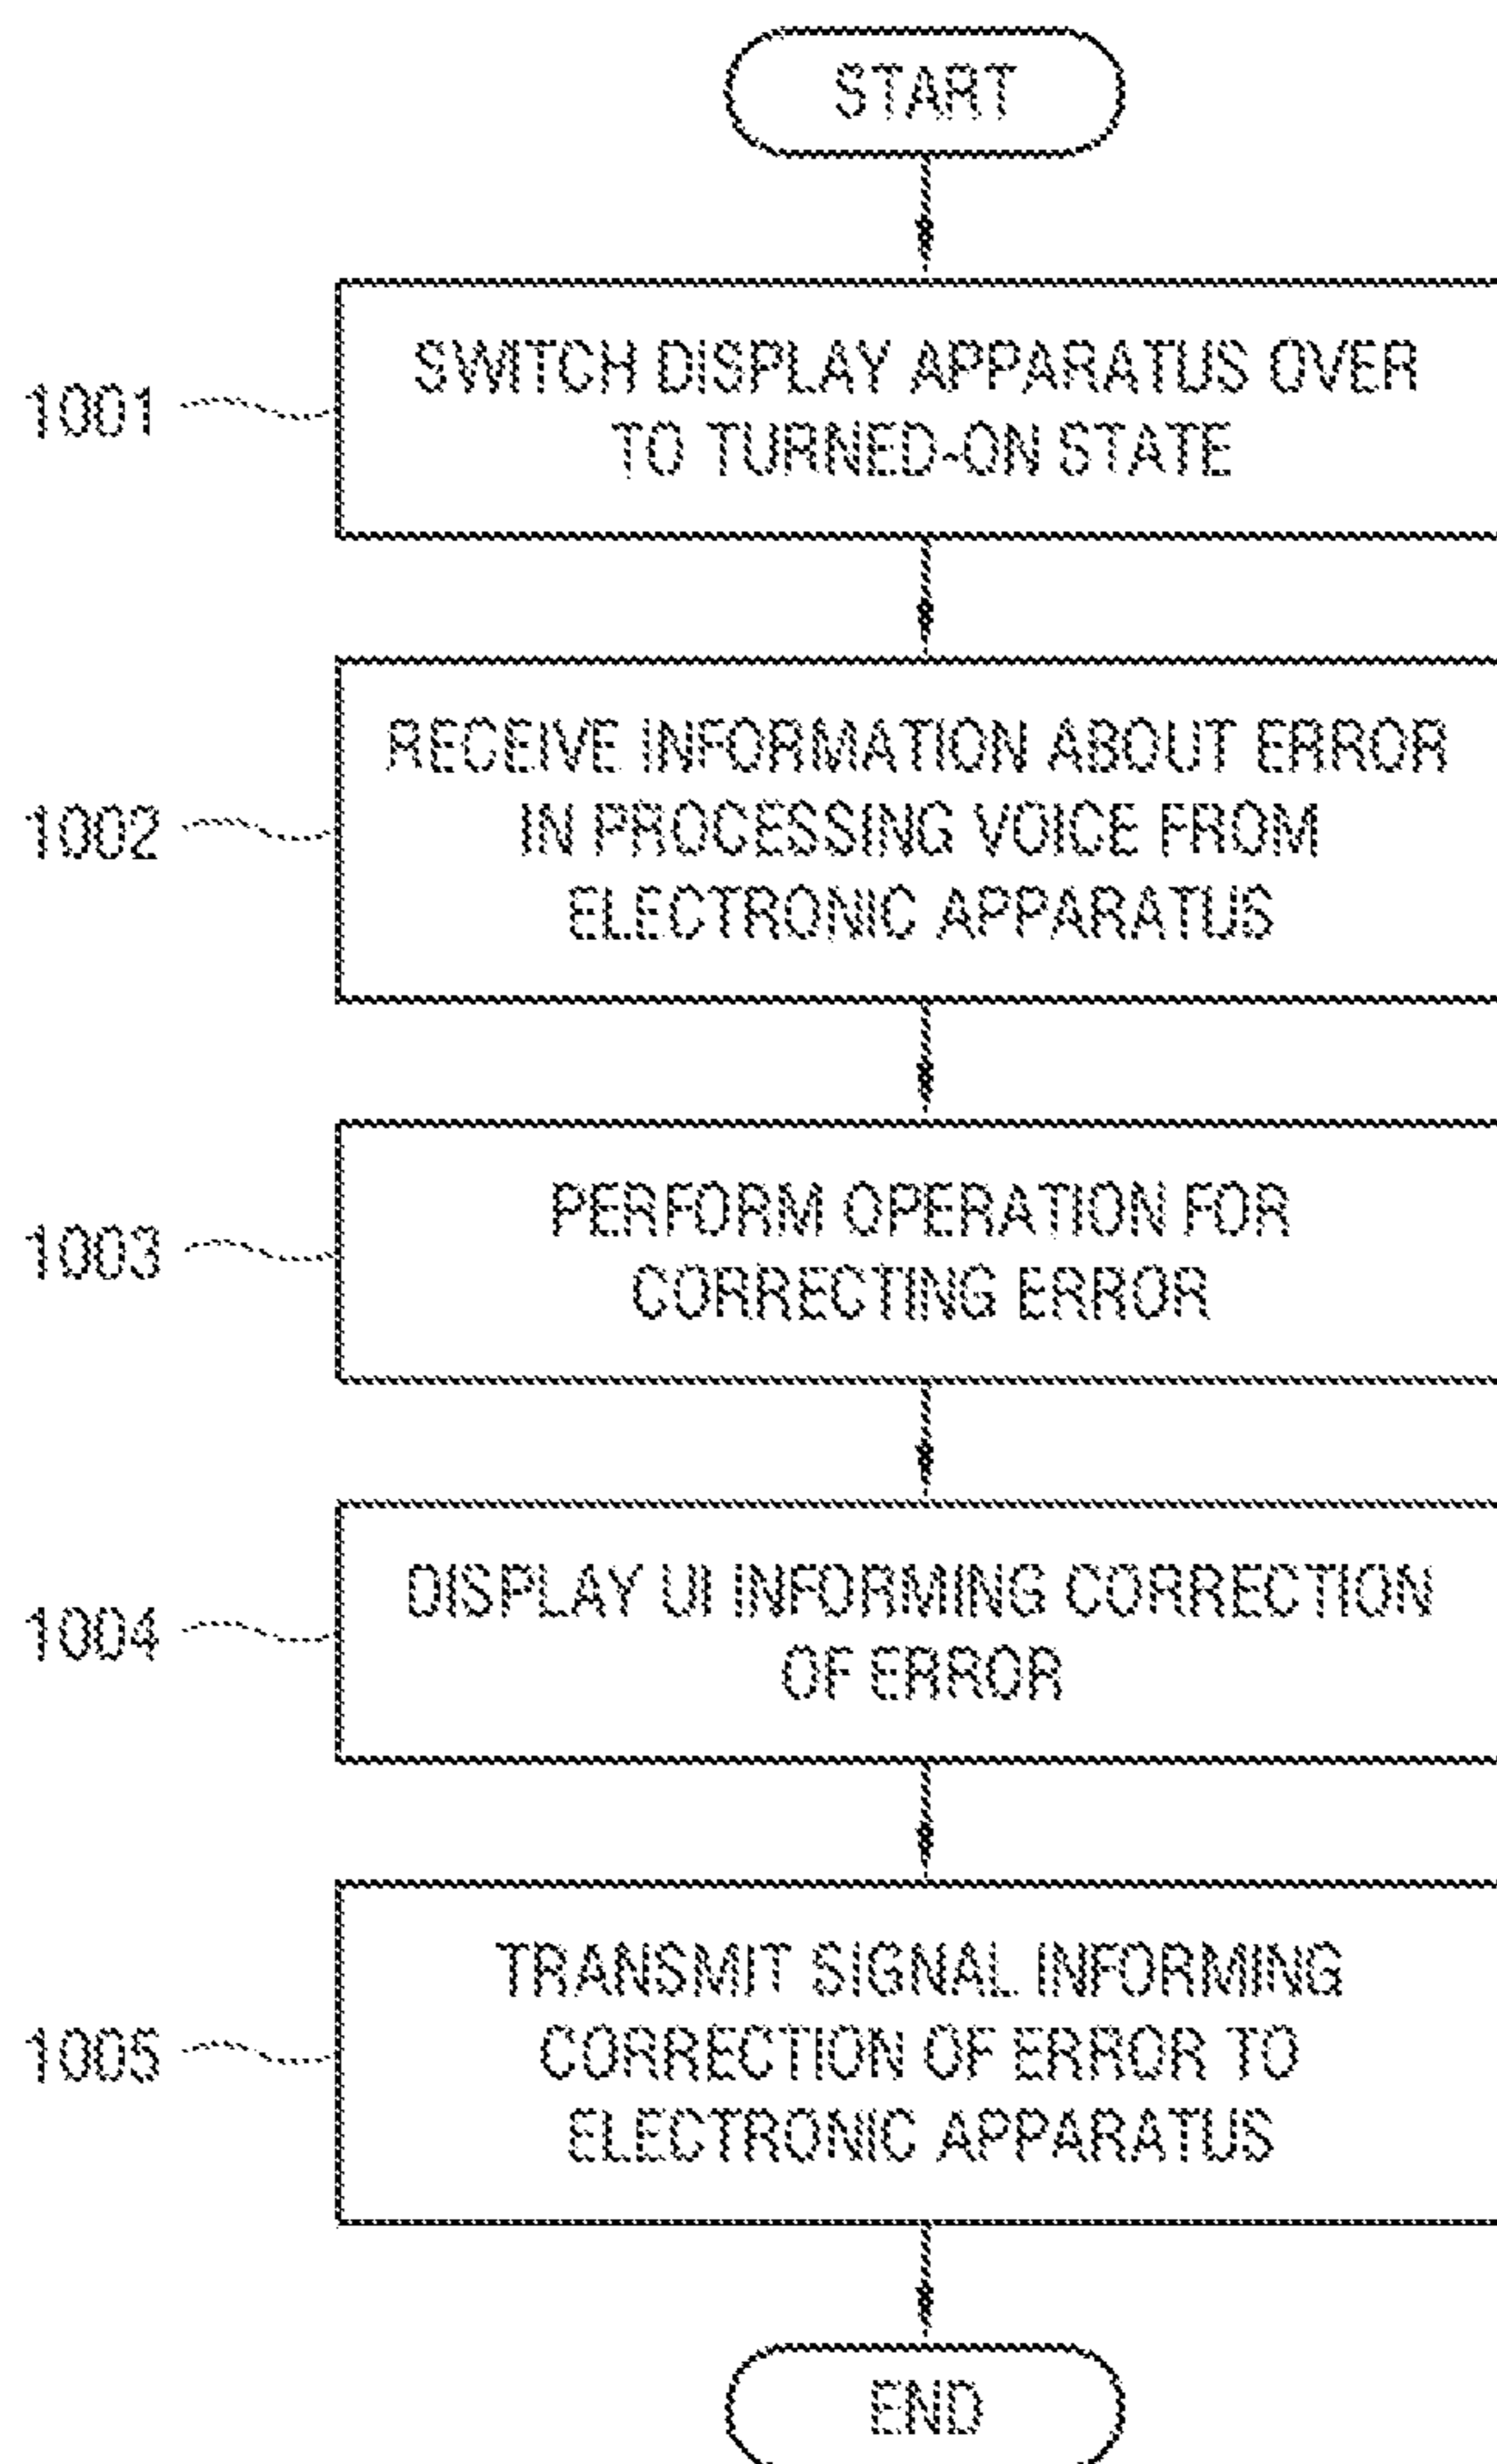 START
1001
SWITCH DISPLAY APPARATUS OVER
TO TURNED-ON STATE
1002
RECEIVE INFORMATION ABOUT ERROR
IN PROCESSING VOICE FROM
ELECTRONIC APPARATUS
1003
PERFORM OPERATION FOR
CORRECTING ERROR
1004
DISPLAY UI INFORMING CORRECTION
OF ERROR
1005
TRANSMIT SIGNAL INFORMING
CORRECTION OF ERROR TO
ELECTRONIC APPARATUS
END